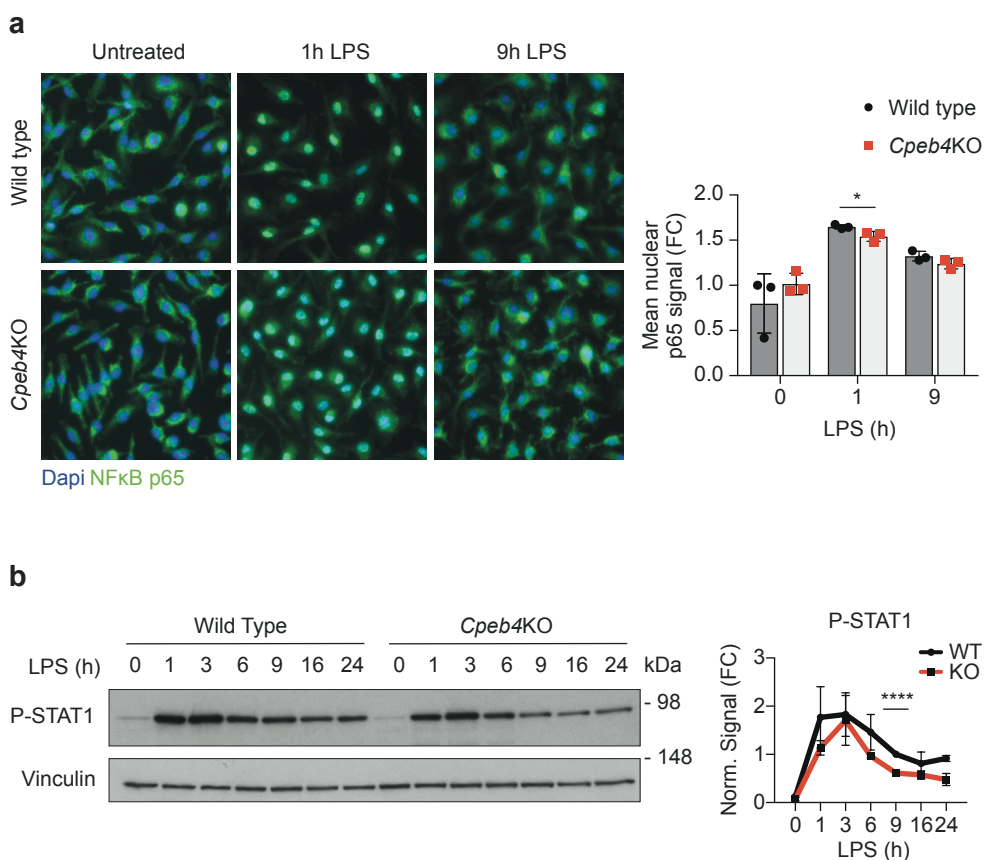 a
Untreated 1h LPS 9h LPS
Wild type
Cpeb4KO
Dapi NFκB p65
Wild type
Cpeb4KO
Mean nuclear
p65 signal (FC)
2.0
1.5
1.0
0.5
0.0
*
0 1 9
LPS (h)
b
Wild Type Cpeb4KO
LPS (h) 0 1 3 6 9 16 24 0 1 3 6 9 16 24 kDa
P-STAT1 - 98
- 148
Vinculin
P-STAT1
WT
KO
Norm. Signal (FC)
3
2
1
0
****
0 1 3 6 9 16 24
LPS (h)